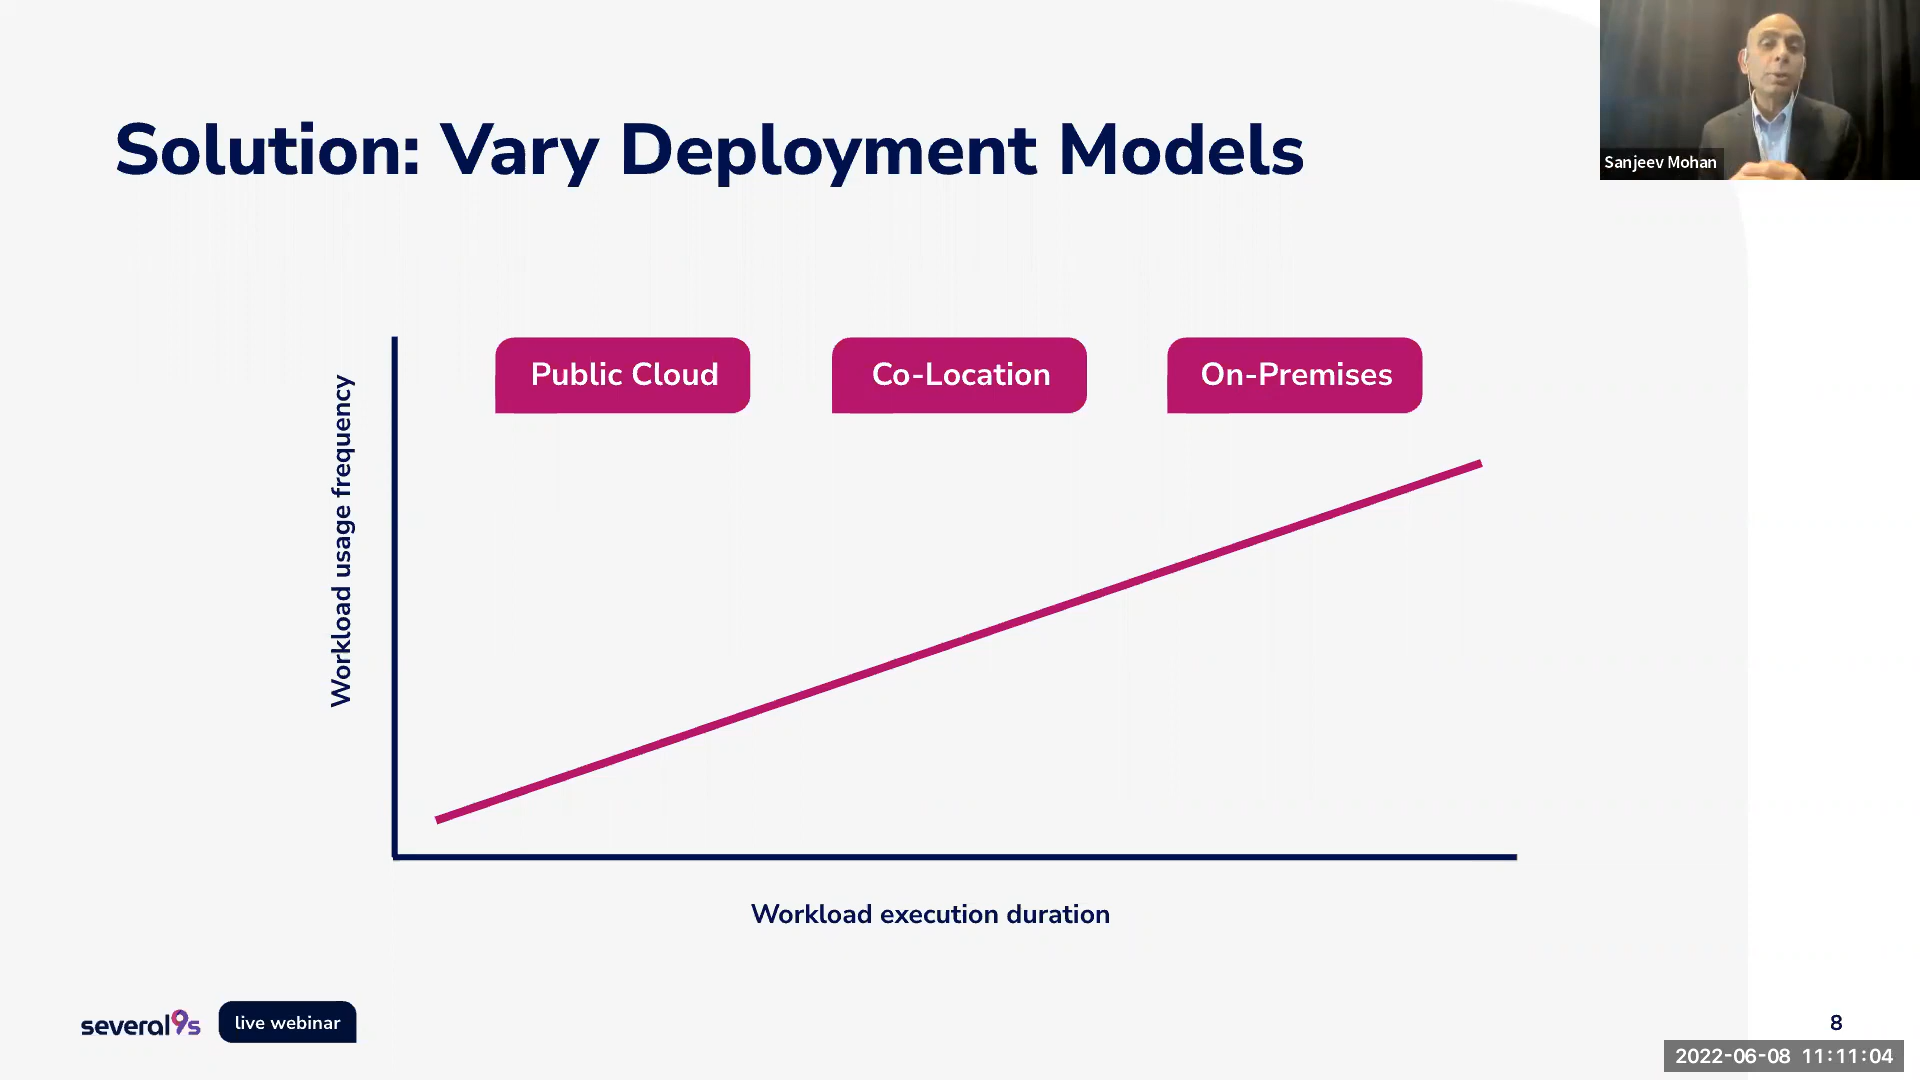 Solution: Vary Deployment Models
Sanjeev Mohan
Public Cloud
Co-Location
On-Premises
Workload usage frequency
Workload execution duration
several9s
live webinar
8
2022-06-08 11:11:04